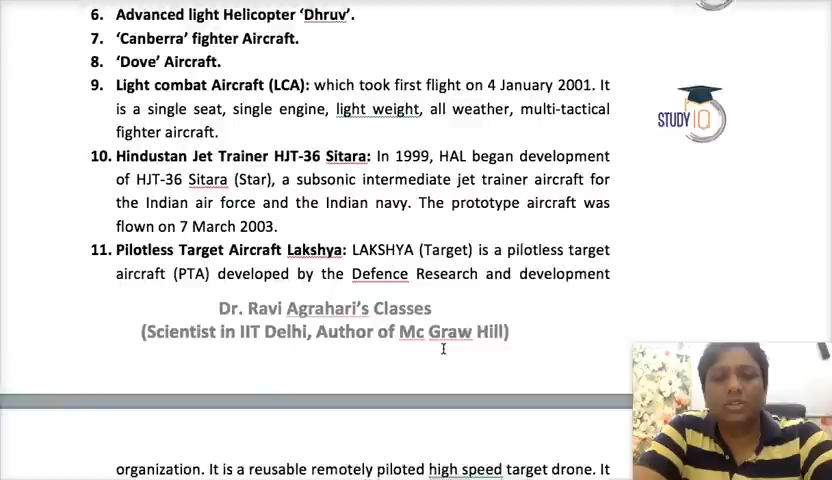 6. Advanced light Helicopter ‘Dhruv’.
7. ‘Canberra’ fighter Aircraft.
8. ‘Dove’ Aircraft.
9. Light combat Aircraft (LCA): which took first flight on 4 January 2001. It
is a single seat, single engine, light weight, all weather, multi-tactical
fighter aircraft.
STUDY IQ
10. Hindustan Jet Trainer HJT-36 Sitara: In 1999, HAL began development
of HJT-36 Sitara (Star), a subsonic intermediate jet trainer aircraft for
the Indian air force and the Indian navy. The prototype aircraft was
flown on 7 March 2003.
11. Pilotless Target Aircraft Lakshya: LAKSHYA (Target) is a pilotless target
aircraft (PTA) developed by the Defence Research and development
Dr. Ravi Agrahari’s Classes
(Scientist in IIT Delhi, Author of Mc Graw Hill)
organization. It is a reusable remotely piloted high speed target drone. It